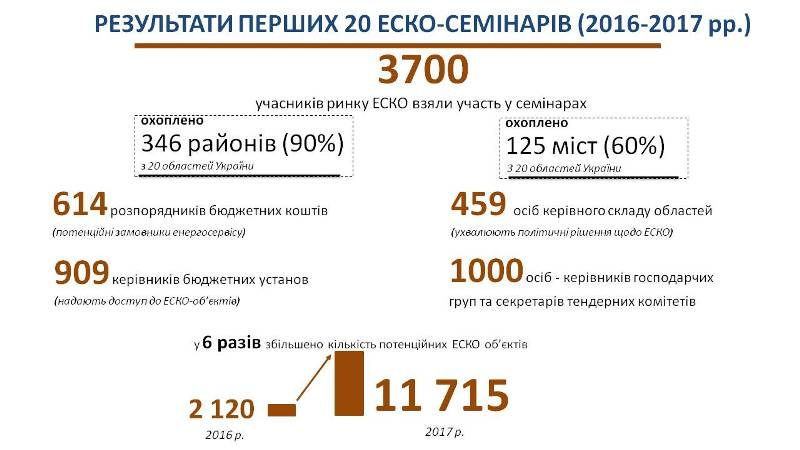 РЕЗУЛЬТАТИ ПЕРШИХ 20 ЕСКО-СЕМІНАРІВ (2016-2017 рр.)
3700
учасників ринку ЕСКО взяли участь у семінарах
охоплено
346 районів (90%)
з 20 областей України
охоплено
125 міст (60%)
З 20 областей України
614 розпорядників бюджетних коштів
(потенційні замовники енергосервісу)
459 осіб керівного складу областей
(ухвалюють політичні рішення щодо ЕСКО)
909 керівників бюджетних установ
(надають доступ до ЕСКО-об’єктів)
1000 осіб - керівників господарчих
груп та секретарів тендерних комітетів
у 6 разів збільшено кількість потенційних ЕСКО об’єктів
2 120
2016 р.
11 715
2017 р.